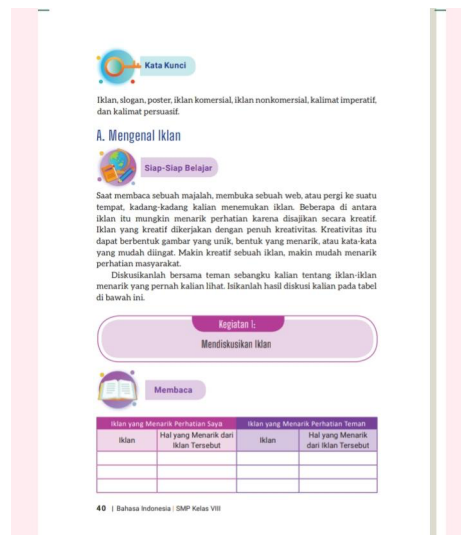 Kata Kunci
Iklan, slogan, poster, iklan komersial, iklan nonkomersial, kalimat imperatif,
dan kalimat persuasif.
A. Mengenal Iklan
Siap-Siap Belajar
Saat membaca sebuah majalah, membuka sebuah web, atau pergi ke suatu
tempat, kadang-kadang kalian menemukan iklan. Beberapa di antara
iklan itu mungkin menarik perhatian karena disajikan secara kreatif.
Iklan yang kreatif dikerjakan dengan penuh kreativitas. Kreativitas itu
dapat berbentuk gambar yang unik, bentuk yang menarik, atau kata-kata
yang mudah diingat. Makin kreatif sebuah iklan, makin mudah menarik
perhatian masyarakat.
Diskusikanlah bersama teman sebangku kalian tentang iklan-iklan
menarik yang pernah kalian lihat. Isikanlah hasil diskusi kalian pada tabel
di bawah ini.
Kegiatan 1:
Mendiskusikan Iklan
Membaca
Iklan yang Menarik Perhatian Saya
Iklan yang Menarik Perhatian Temah
Iklan
Hal yang Menarik dari
Iklan Tersebut
Iklan
Hal yang Menarik
dari Iklan Tersebut
40 | Bahasa Indonesia | SMP Kelas VIII